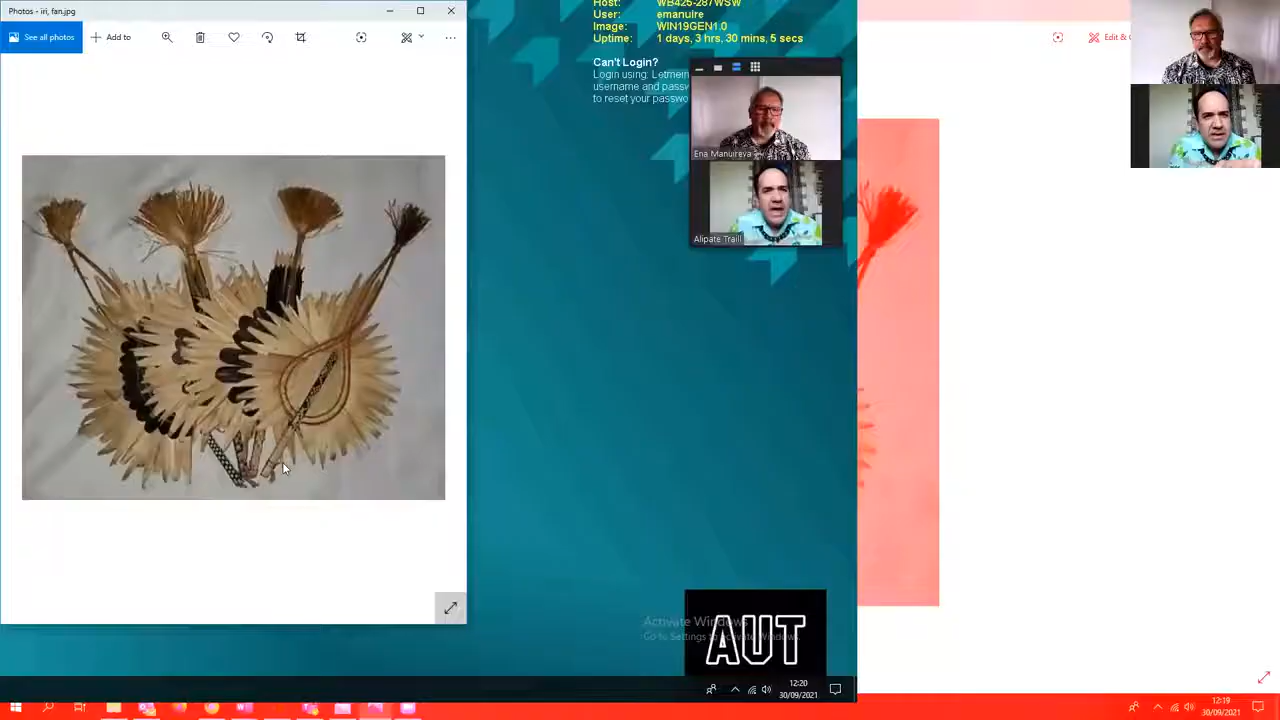 Photos - iri, fan.jpg
See all photos
Add to
Host: WB425-287WSW
User: emanuire
Image: WIN19GEN1.0
Uptime: 1 days, 3 hrs, 30 mins, 5 secs
Can't Login?
Login using: Letmein
username and passw
to reset your passwo
Ena Manuireva
Alipate Traill
Edit &
Activate Windows
Go to Settings to activate Windows.
AUT
12:20
30/09/2021
12:19
30/09/2021